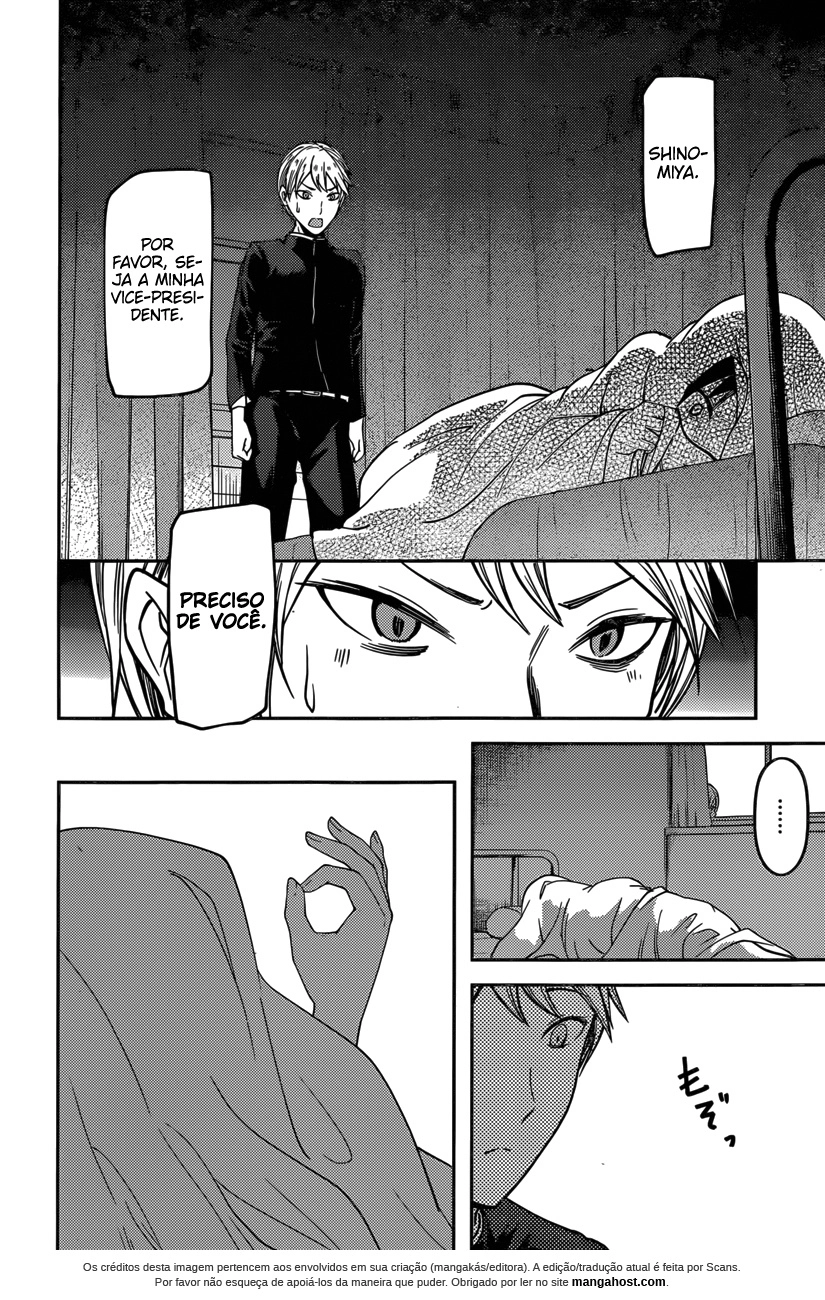 SHINO-
MIYA.
POR
FAVOR, SE-
JA A MINHA
VICE-PRESI-
DENTE.
PRECISO
DE VOCÊ.
........
もぞっ
Os créditos desta imagem pertencem aos envolvidos em sua criação (mangakás/editora). A edição/tradução atual é feita por Scans.
Por favor não esqueça de apoiá-los da maneira que puder. Obrigado por ler no site mangahost.com.